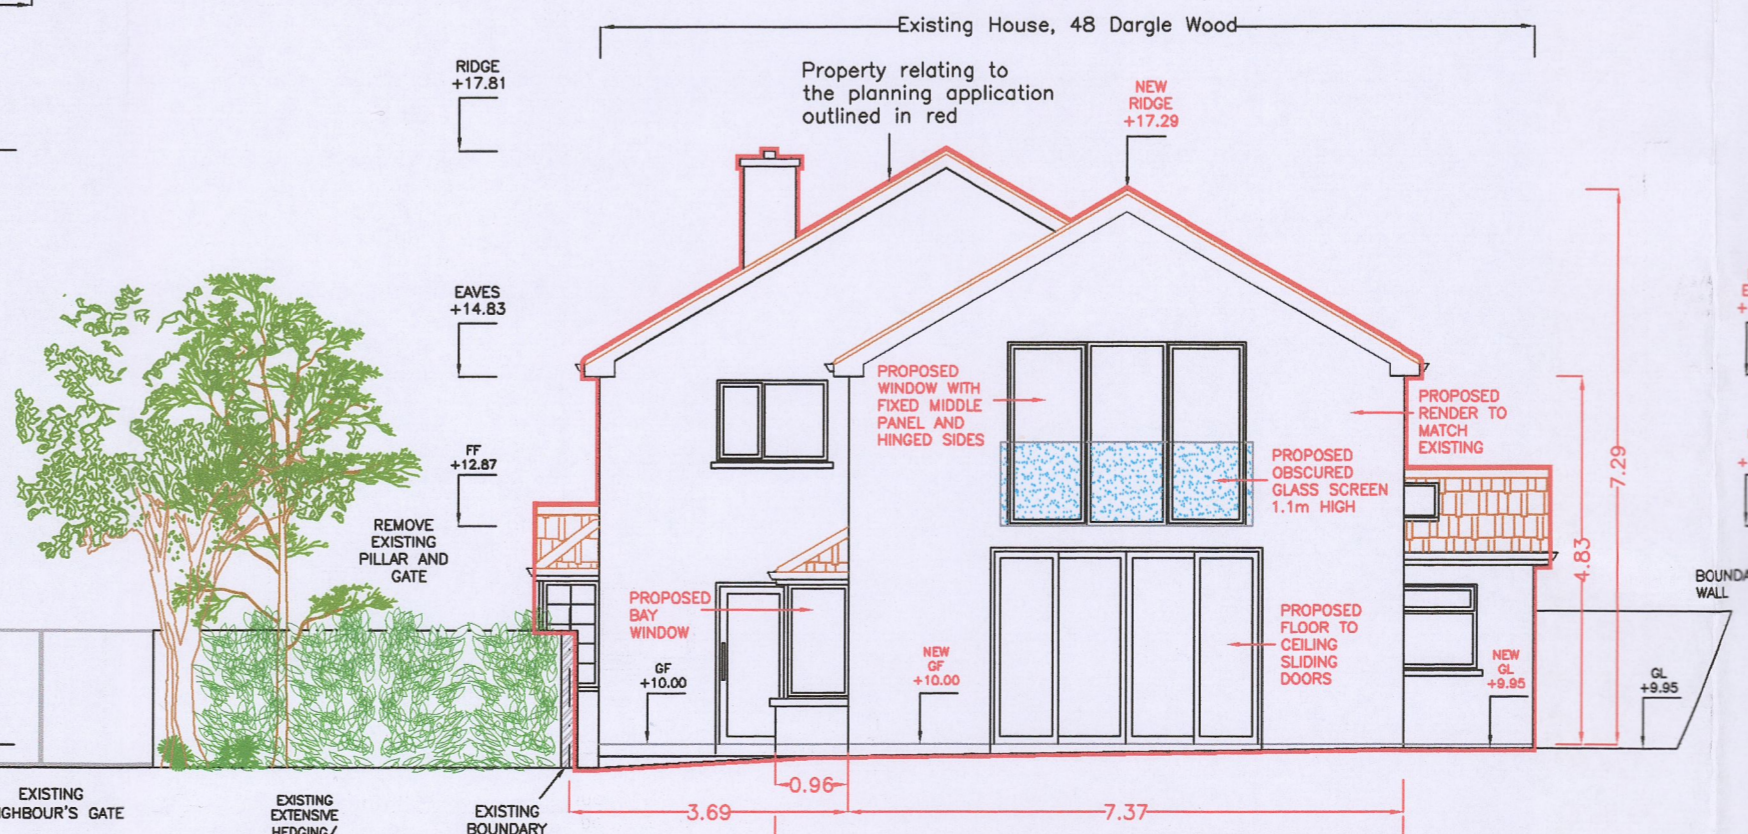 Existing House, 48 Dargle Wood
RIDGE
+17.81
Property relating to
the planning application
outlined in red
NEW
RIDGE
+17.29
EAVES
+14.83
FF
+12.87
REMOVE
EXISTING
PILLAR AND
GATE
PROPOSED
WINDOW WITH
FIXED MIDDLE
PANEL AND
HINGED SIDES
PROPOSED
RENDER TO
MATCH
EXISTING
PROPOSED
OBSCURED
GLASS SCREEN
1.1m HIGH
7.29
4.83
PROPOSED
BAY
WINDOW
GF
+10.00
NEW
GF
+10.00
PROPOSED
FLOOR TO
CEILING
SLIDING
DOORS
NEW
GL
+9.95
GL
+9.95
WALL
EXISTING
GATE
EXISTING
EXTENSIVE
HEDGING/
EXISTING
BOUNDARY
0.96
3.69
7.37